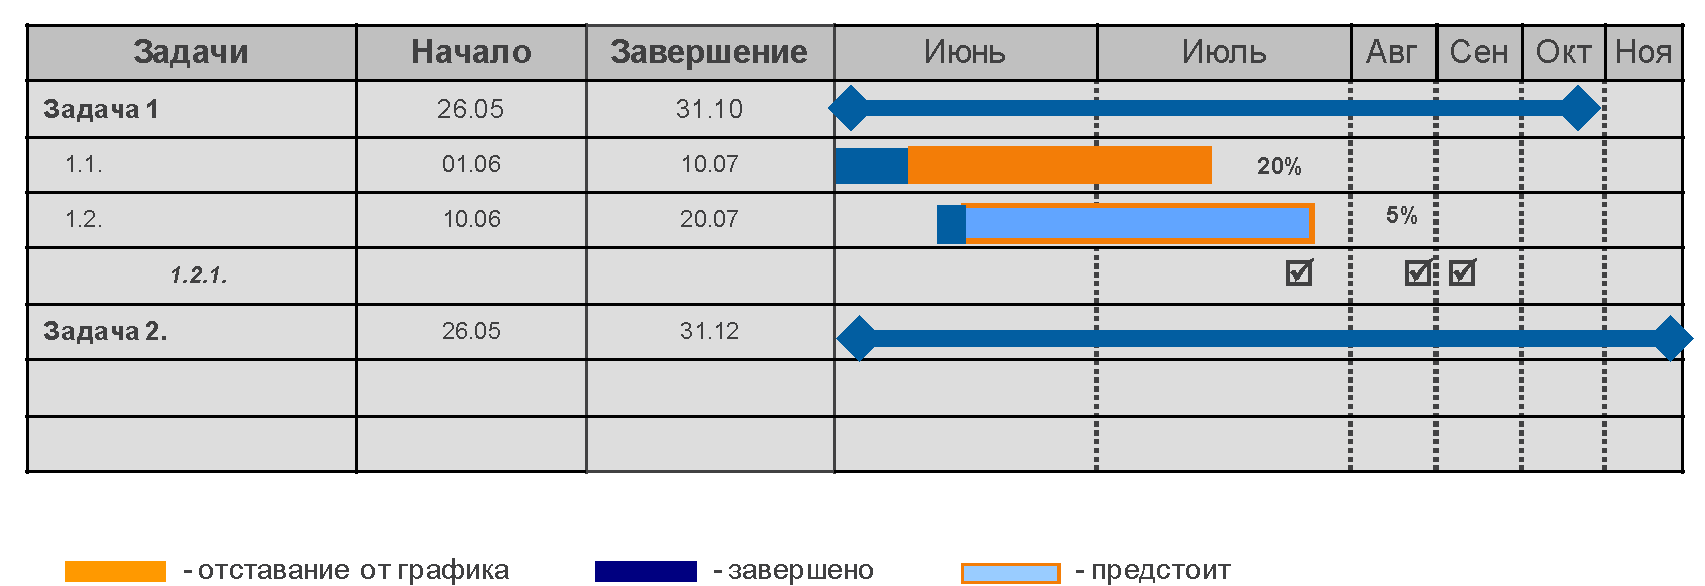 Задачи Начало Завершение Июнь Июль Авг Сен Окт Ноя
Задача 1 26.05 31.10
1.1. 01.06 10.07 20%
1.2. 10.06 20.07 5%
1.2.1.
Задача 2. 26.05 31.12
- отставание от графика - завершено - предстоит